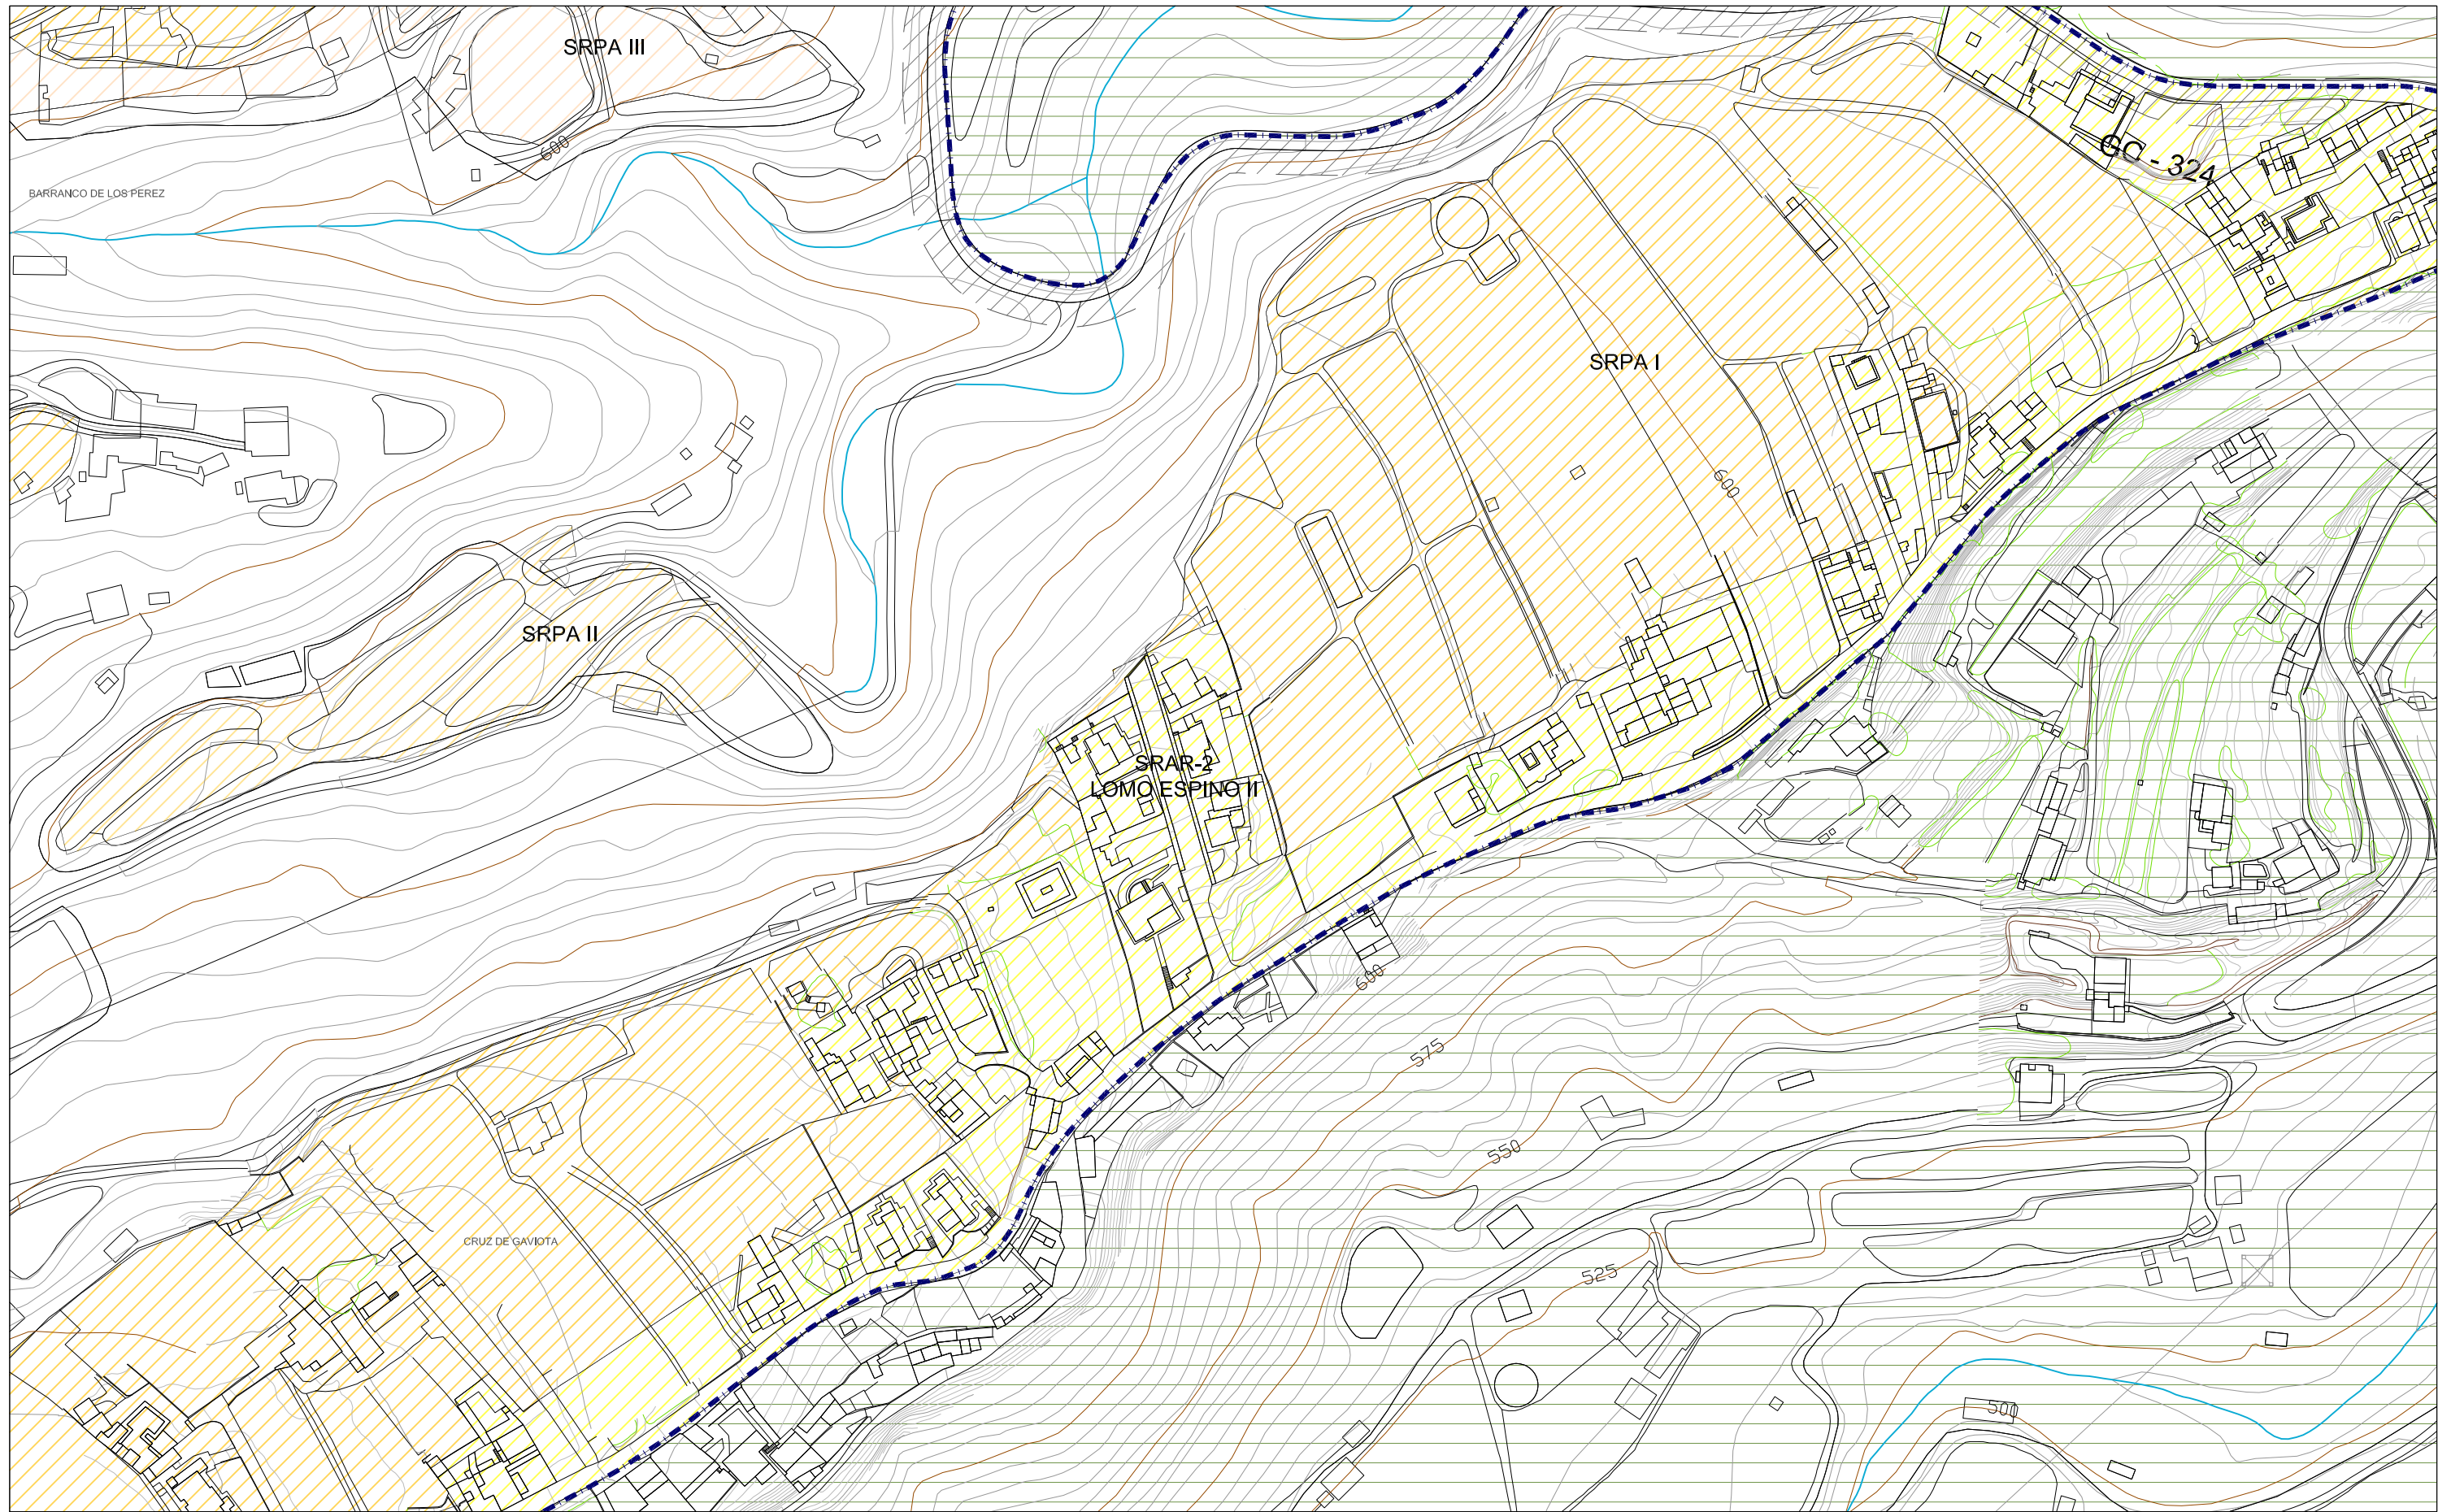 SRPA III
600
GC - 324
BARRANCO DE LOS PEREZ
SRPA I
600
SRPA II
SRAR-2
LOMO ESPINO II
600
575
550
CRUZ DE GAVIOTA
525
500